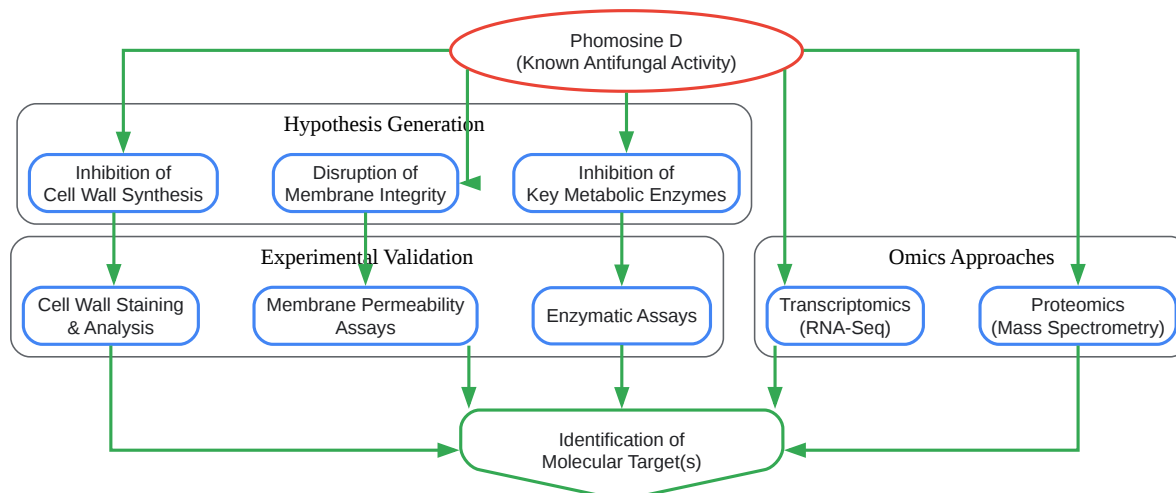 Phomosine D
(Known Antifungal Activity)
Hypothesis Generation
Inhibition of
Cell Wall Synthesis
Disruption of
Membrane Integrity
Inhibition of
Key Metabolic Enzymes
Experimental Validation
Omics Approaches
Cell Wall Staining
& Analysis
Membrane Permeability
Assays
Enzymatic Assays
Transcriptomics
(RNA-Seq)
Proteomics
(Mass Spectrometry)
Identification of
Molecular Target(s)